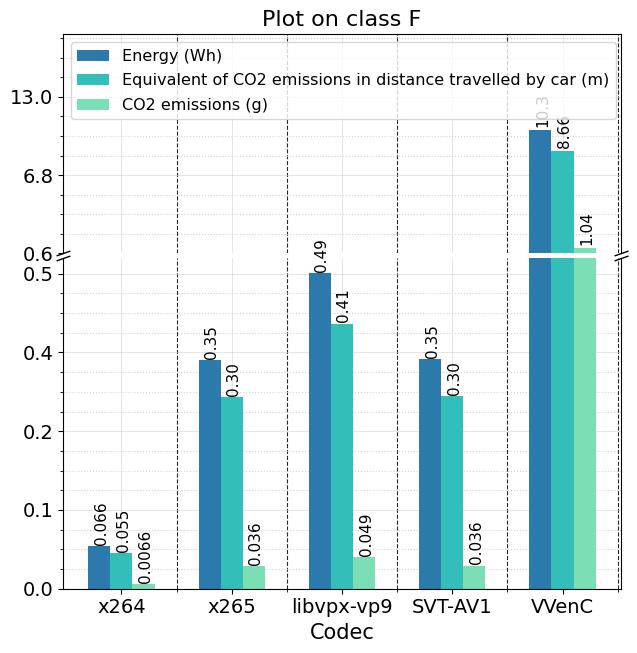 Plot on class F
Energy (Wh)
Equivalent of CO2 emissions in distance travelled by car (m)
CO2 emissions (g)
13.0
6.8
0.6
0.5
0.4
0.2
0.1
0.0
0.066
0.055
0.0066
0.35
0.30
0.036
0.49
0.41
0.049
0.35
0.30
0.036
10.3
8.66
1.04
x264
x265
libvpx-vp9
SVT-AV1
VVenC
Codec